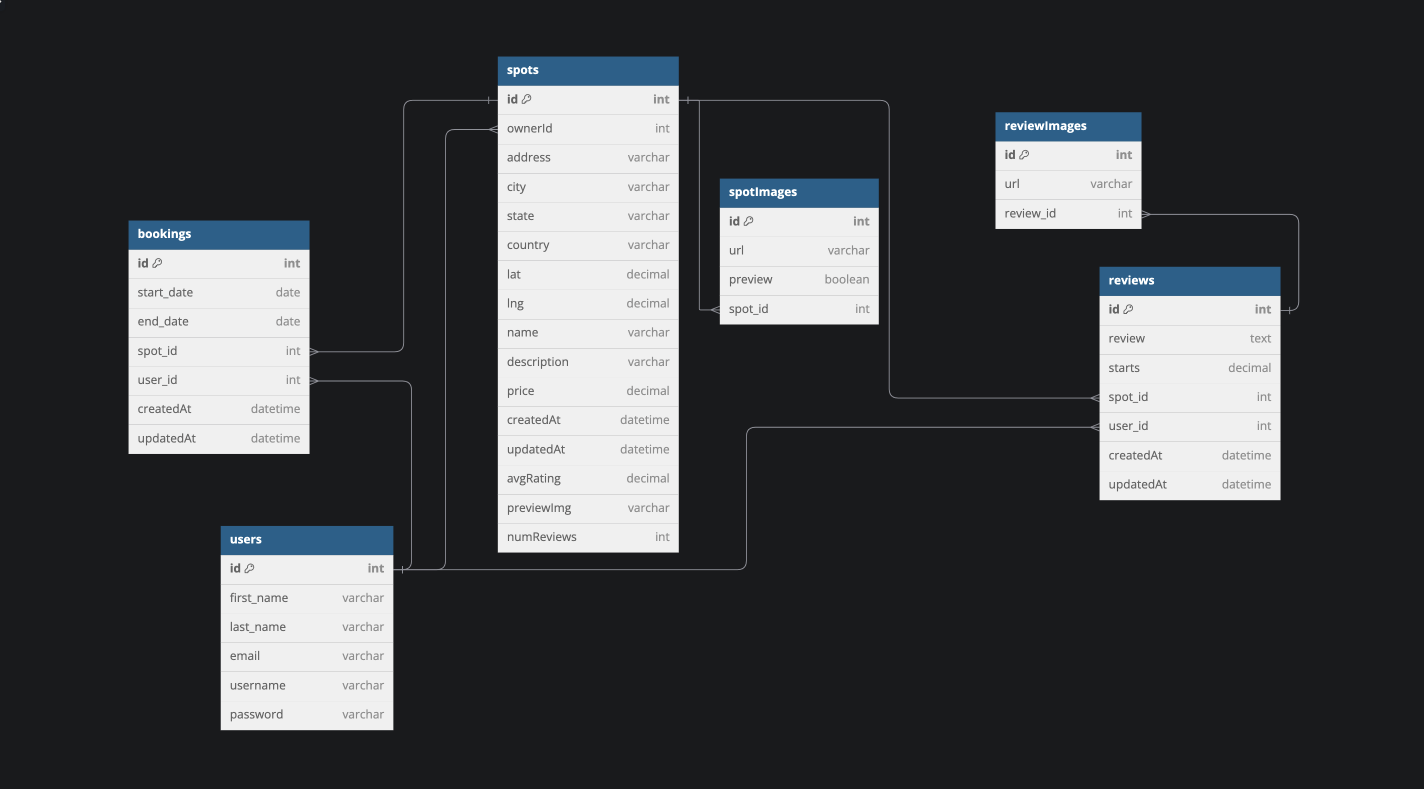 spots
id int
ownerId int
address varchar
city varchar
state varchar
country varchar
lat decimal
lng decimal
name varchar
description varchar
price decimal
createdAt datetime
updatedAt datetime
avgRating decimal
previewImg varchar
numReviews int
reviewImages
id int
url varchar
review_id int
spotImages
id int
url varchar
preview boolean
spot_id int
bookings
id int
start_date date
end_date date
spot_id int
user_id int
createdAt datetime
updatedAt datetime
reviews
id int
review text
starts decimal
spot_id int
user_id int
createdAt datetime
updatedAt datetime
users
id int
first_name varchar
last_name varchar
email varchar
username varchar
password varchar